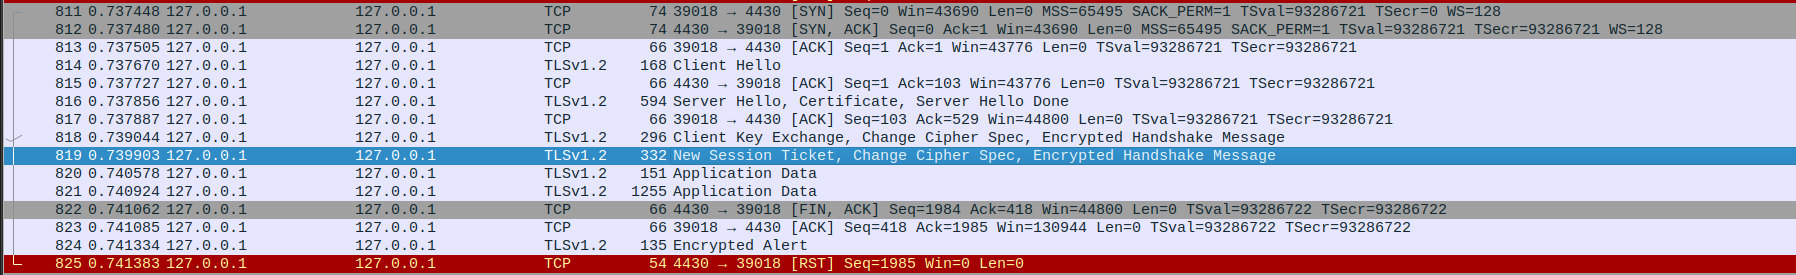 811 0.737448 127.0.0.1 127.0.0.1 TCP 74 39018 → 4430 [SYN] Seq=0 Win=43690 Len=0 MSS=65495 SACK_PERM=1 TSval=93286721 TSecr=0 WS=128
812 0.737480 127.0.0.1 127.0.0.1 TCP 74 4430 → 39018 [SYN, ACK] Seq=0 Ack=1 Win=43690 Len=0 MSS=65495 SACK_PERM=1 TSval=93286721 TSecr=93286721 WS=128
813 0.737505 127.0.0.1 127.0.0.1 TCP 66 39018 → 4430 [ACK] Seq=1 Ack=1 Win=43776 Len=0 TSval=93286721 TSecr=93286721
814 0.737670 127.0.0.1 127.0.0.1 TLSv1.2 168 Client Hello
815 0.737727 127.0.0.1 127.0.0.1 TCP 66 4430 → 39018 [ACK] Seq=1 Ack=103 Win=43776 Len=0 TSval=93286721 TSecr=93286721
816 0.737856 127.0.0.1 127.0.0.1 TLSv1.2 594 Server Hello, Certificate, Server Hello Done
817 0.737887 127.0.0.1 127.0.0.1 TCP 66 39018 → 4430 [ACK] Seq=103 Ack=529 Win=44800 Len=0 TSval=93286721 TSecr=93286721
818 0.739044 127.0.0.1 127.0.0.1 TLSv1.2 296 Client Key Exchange, Change Cipher Spec, Encrypted Handshake Message
819 0.739903 127.0.0.1 127.0.0.1 TLSv1.2 332 New Session Ticket, Change Cipher Spec, Encrypted Handshake Message
820 0.740578 127.0.0.1 127.0.0.1 TLSv1.2 151 Application Data
821 0.740924 127.0.0.1 127.0.0.1 TLSv1.2 1255 Application Data
822 0.741062 127.0.0.1 127.0.0.1 TCP 66 4430 → 39018 [FIN, ACK] Seq=1984 Ack=418 Win=44800 Len=0 TSval=93286722 TSecr=93286722
823 0.741085 127.0.0.1 127.0.0.1 TCP 66 39018 → 4430 [ACK] Seq=418 Ack=1985 Win=130944 Len=0 TSval=93286722 TSecr=93286722
824 0.741334 127.0.0.1 127.0.0.1 TLSv1.2 135 Encrypted Alert
825 0.741383 127.0.0.1 127.0.0.1 TCP 54 4430 → 39018 [RST] Seq=1985 Win=0 Len=0